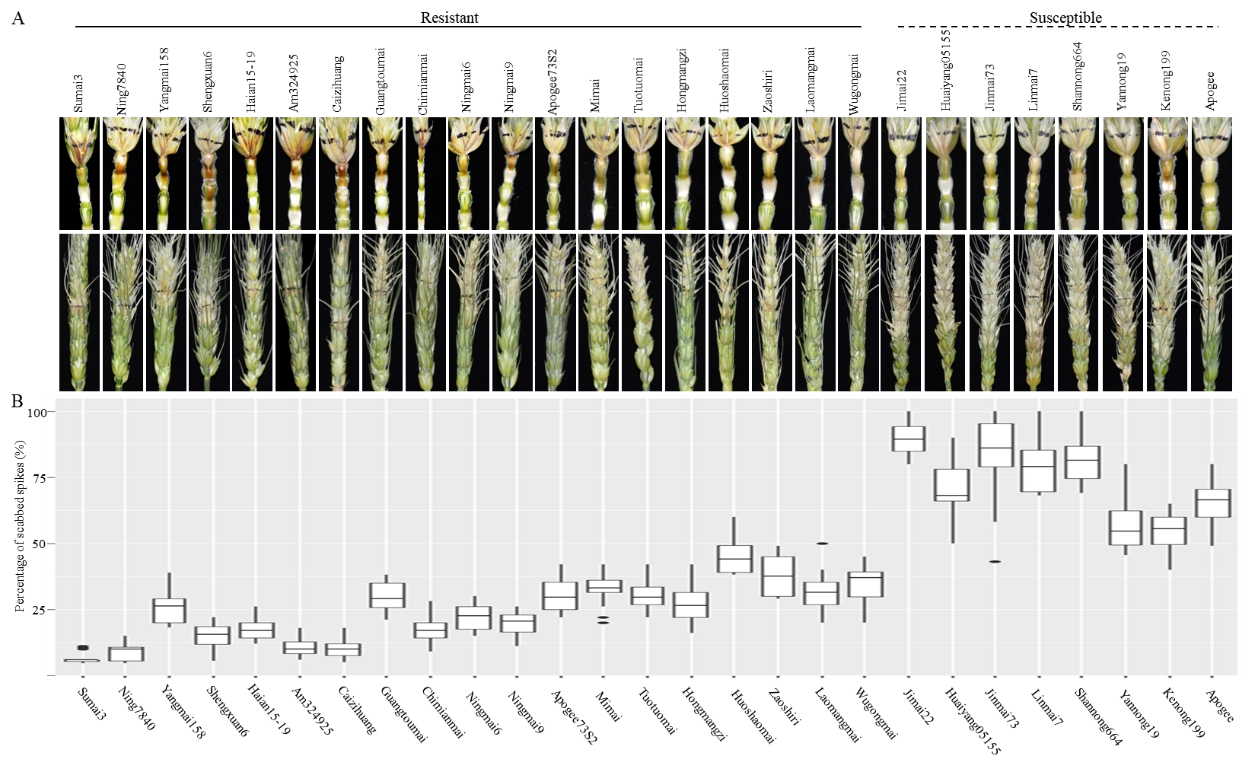 A
Resistant Susceptible
Sumai3 Ning7840 Yangmai158 Shengxuan6 Haian15-19 Am324925 Caizihuang Guangtoumai Chimianmai Ningmai6 Ningmai9 Apogee73S2 Mimai Tuotuomai Hongmangzi Huoshaomai Zaoshiri Laomangmai Wugongmai Jimai22 Huaiyang05155 Jinmai73 Linmai7 Shannong664 Yannong19 Kenong199 Apogee
B
Percentage of scabbed spikes (%)
100
75
50
25
Sumai3 Ning7840 Yangmai158 Shengxuan6 Haian15-19 Am324925 Caizihuang Guangtoumai Chimianmai Ningmai6 Ningmai9 Apogee73S2 Mimai Tuotuomai Hongmangzi Huoshaomai Zaoshiri Laomangmai Wugongmai Jimai22 Huaiyang05155 Jinmai73 Linmai7 Shannong664 Yannong19 Kenong199 Apogee